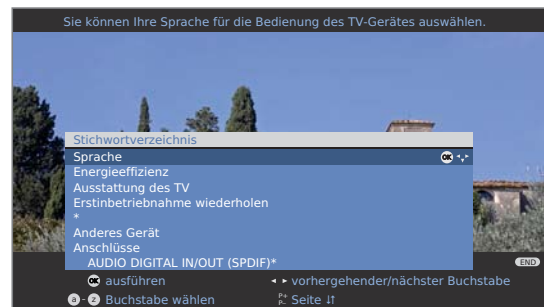 Sie können Ihre Sprache für die Bedienung des TV-Gerätes auswählen.
Stichwortverzeichnis
Sprache OK
Energieeffizienz
Ausstattung des TV
Erstinbetriebnahme wiederholen
*
Anderes Gerät
Anschlüsse
AUDIO DIGITAL IN/OUT (SPDIF)*
END
OK ausführen
vorhergehender/nächster Buchstabe
a - z Buchstabe wählen
P+ P- Seite ↓↑